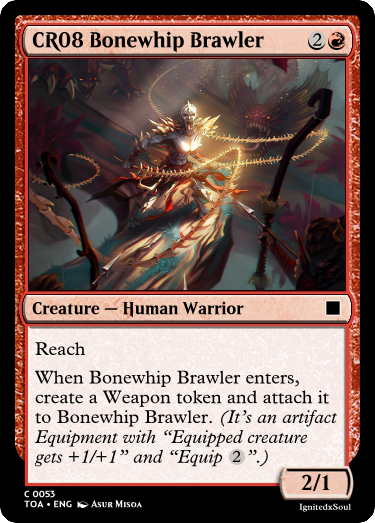 CR08 Bonewhip Brawler 2
Creature — Human Warrior
Reach
When Bonewhip Brawler enters,
create a Weapon token and attach it
to Bonewhip Brawler. (It's an artifact
Equipment with “Equipped creature
gets +1/+1” and “Equip 2”.)
2/1
C 0053
TOA • ENG Asur Misoa
IgnitedxSoul